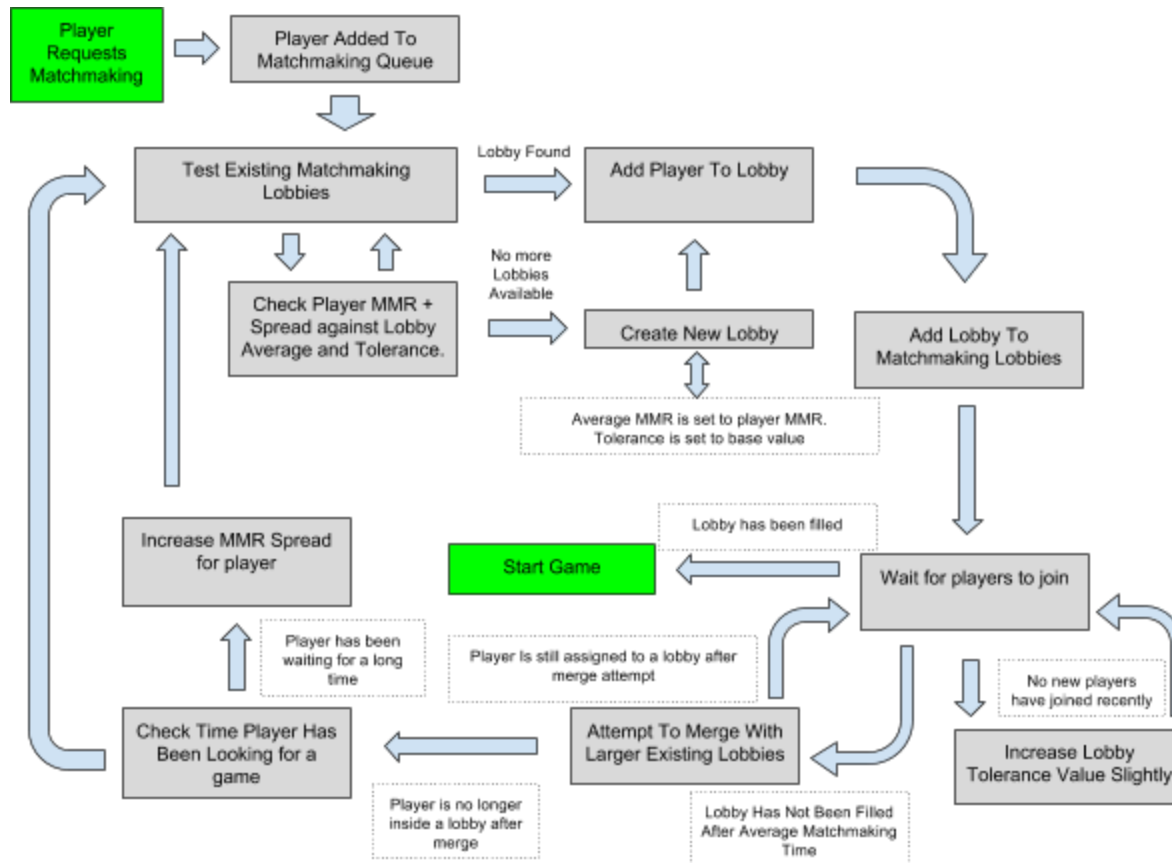 Player
Requests
Matchmaking
Player Added To
Matchmaking Queue
Test Existing Matchmaking
Lobbies
Lobby Found
Add Player To Lobby
No more
Lobbies
Available
Check Player MMR +
Spread against Lobby
Average and Tolerance.
Create New Lobby
Add Lobby To
Matchmaking Lobbies
Average MMR is set to player MMR.
Tolerance is set to base value
Lobby has been filled
Increase MMR Spread
for player
Start Game
Wait for players to join
Player has been
waiting for a long
time
Player Is still assigned to a lobby after
merge attempt
No new players
have joined recently
Check Time Player Has
Been Looking for a
game
Attempt To Merge With
Larger Existing Lobbies
Increase Lobby
Tolerance Value Slightly
Player is no longer
inside a lobby after
merge
Lobby Has Not Been Filled
After Average Matchmaking
Time